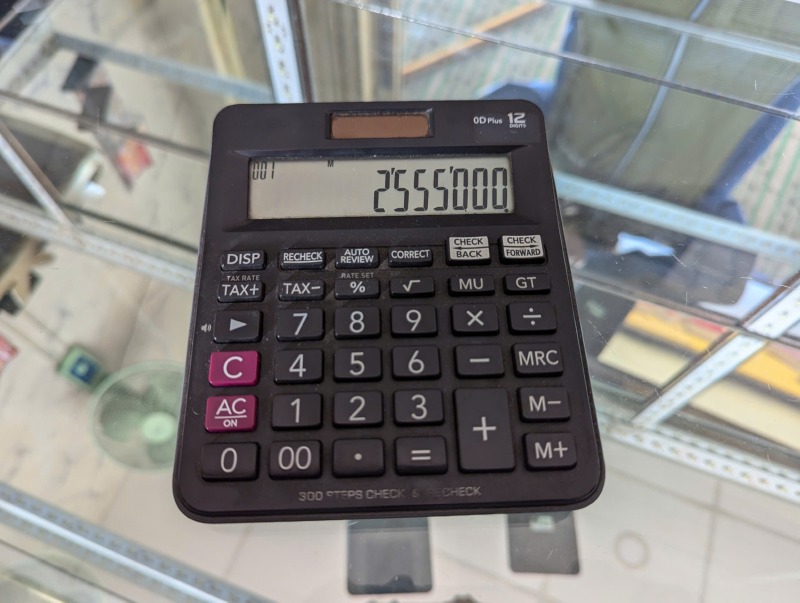 0D Plus 12
DIGITS
001 M
2'555'000.
DISP RECHECK AUTO REVIEW CORRECT CHECK BACK CHECK FORWARD
TAX RATE RATE SET
TAX+ TAX− % √ MU GT
7 8 9 × ÷
C 4 5 6 − MRC
AC ON 1 2 3 + M−
0 00 · = M+
300 STEPS CHECK & RECHECK